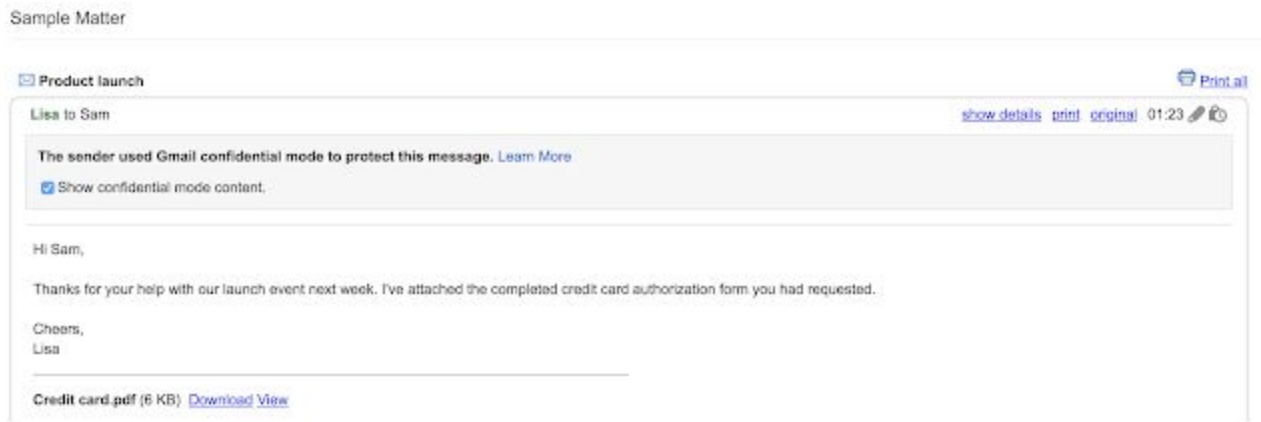 Sample Matter
Product launch
Print all
Lisa to Sam
show details print original 01:23
The sender used Gmail confidential mode to protect this message. Learn More
Show confidential mode content.
Hi Sam,
Thanks for your help with our launch event next week. I've attached the completed credit card authorization form you had requested.
Cheers,
Lisa
Credit card.pdf (6 KB) Download View